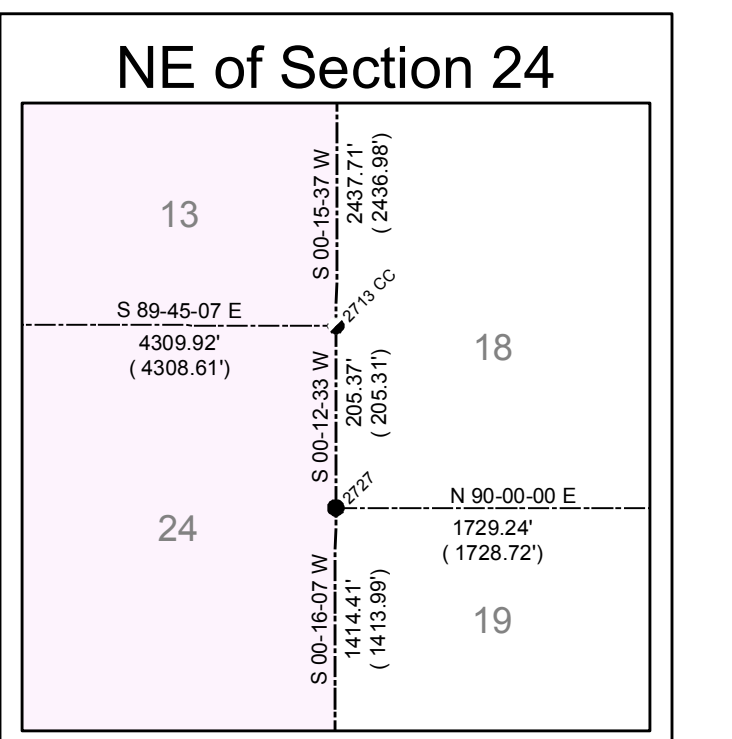 NE of Section 24
13
S 00-15-37 W
2437.71'
( 2436.98')
2713 CC
S 89-45-07 E
4309.92'
( 4308.61')
18
S 00-12-33 W
205.37'
( 205.31')
2727
N 90-00-00 E
1729.24'
( 1728.72')
24
S 00-16-07 W
1414.41'
( 1413.99')
19